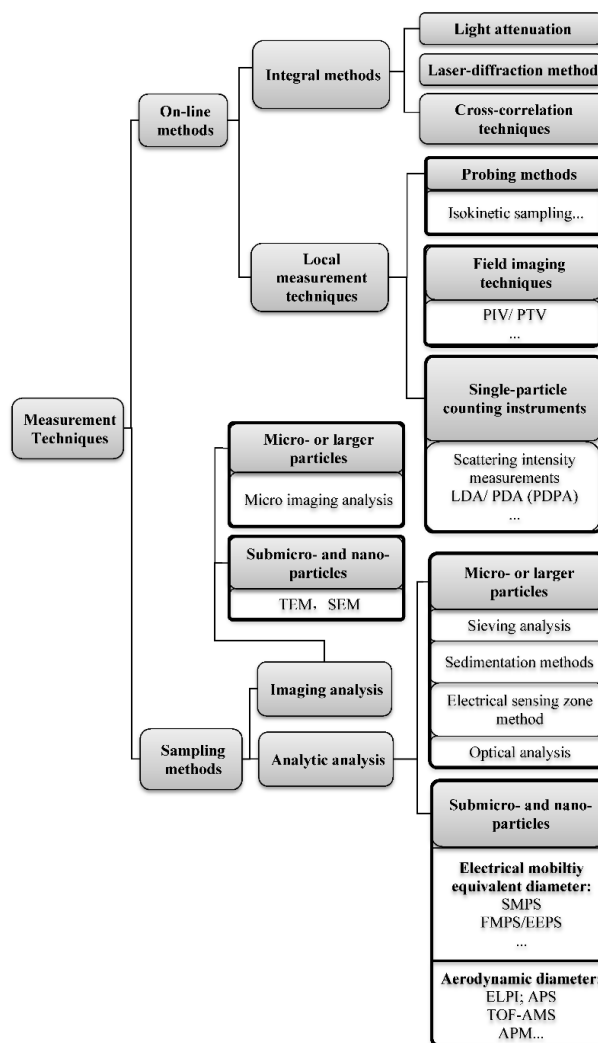 Measurement
Techniques
On-line
methods
Integral methods
Light attenuation
Laser-diffraction method
Cross-correlation
techniques
Local
measurement
techniques
Probing methods
Isokinetic sampling...
Field imaging
techniques
PIV/ PTV
...
Single-particle
counting instruments
Scattering intensity
measurements
LDA/ PDA (PDPA)
...
Sampling
methods
Imaging analysis
Micro- or larger
particles
Micro imaging analysis
Submicro- and nano-
particles
TEM，SEM
Analytic analysis
Micro- or larger
particles
Sieving analysis
Sedimentation methods
Electrical sensing zone
method
Optical analysis
Submicro- and nano-
particles
Electrical mobiltiy
equivalent diameter:
SMPS
FMPS/EEPS
...
Aerodynamic diameter:
ELPI; APS
TOF-AMS
APM...